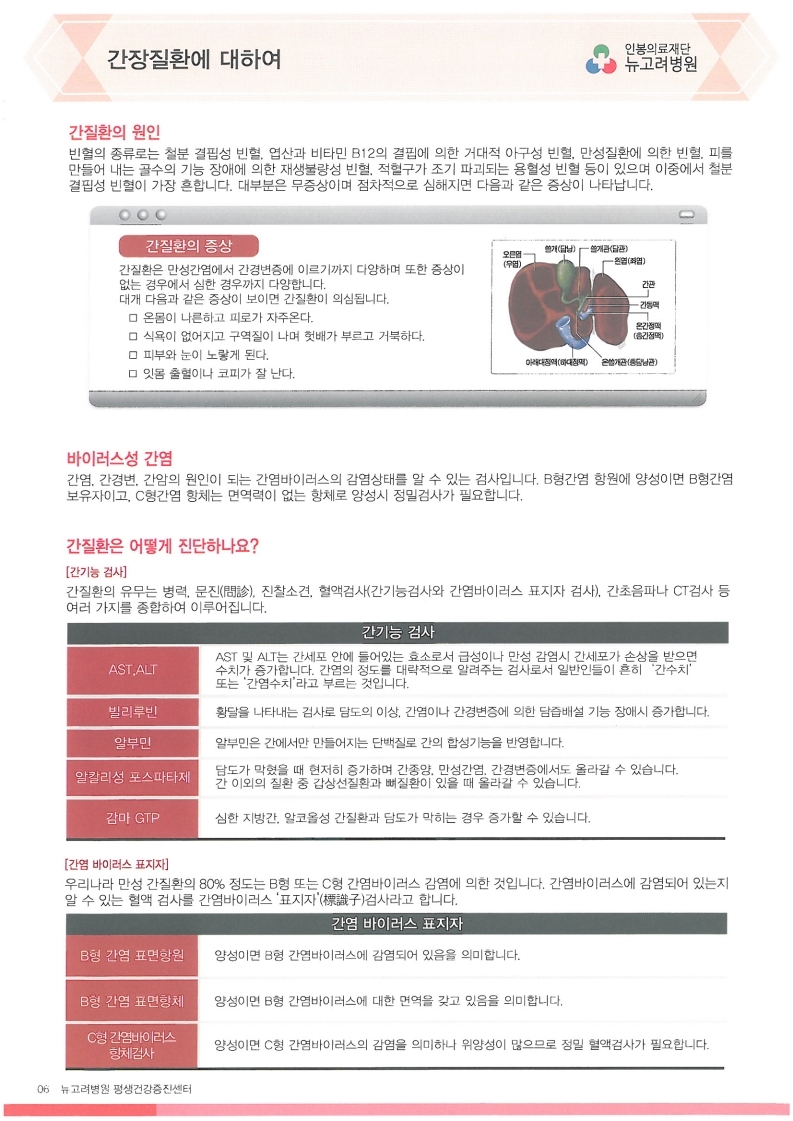 간장질환에 대하여
인봉의료재단
뉴고려병원
간질환의 원인
빈혈의 종류로는 철분 결핍성 빈혈, 엽산과 비타민 B12의 결핍에 의한 거대적 아구성 빈혈, 만성질환에 의한 빈혈, 피를
만들어 내는 골수의 기능 장애에 의한 재생불량성 빈혈, 적혈구가 조기 파괴되는 용혈성 빈혈 등이 있으며 이중에서 철분
결핍성 빈혈이 가장 흔합니다. 대부분은 무증상이며 점차적으로 심해지면 다음과 같은 증상이 나타납니다.
간질환의 증상
간질환은 만성간염에서 간경변증에 이르기까지 다양하며 또한 증상이
없는 경우에서 심한 경우까지 다양합니다.
대개 다음과 같은 증상이 보이면 간질환이 의심됩니다.
□ 온몸이 나른하고 피로가 자주온다.
□ 식욕이 없어지고 구역질이 나며 헛배가 부르고 거북하다.
□ 피부와 눈이 노랗게 된다.
□ 잇몸 출혈이나 코피가 잘 난다.
오른엽
(우엽)
쓸개(담낭)
쓸개관(담관)
왼엽(좌엽)
간관
간동맥
온간정맥
(총간정맥)
아래대정맥(하대정맥)
온쓸개관(총담낭관)
바이러스성 간염
간염, 간경변, 간암의 원인이 되는 간염바이러스의 감염상태를 알 수 있는 검사입니다. B형간염 항원에 양성이면 B형간염
보유자이고, C형간염 항체는 면역력이 없는 항체로 양성시 정밀검사가 필요합니다.
간질환은 어떻게 진단하나요?
[간기능 검사]
간질환의 유무는 병력, 문진(問診), 진찰소견, 혈액검사(간기능검사와 간염바이러스 표지자 검사), 간초음파나 CT검사 등
여러 가지를 종합하여 이루어집니다.
간기능 검사
AST,ALT
AST 및 ALT는 간세포 안에 들어있는 효소로서 급성이나 만성 감염시 간세포가 손상을 받으면
수치가 증가합니다. 간염의 정도를 대략적으로 알려주는 검사로서 일반인들이 흔히 '간수치'
또는 '간염수치'라고 부르는 것입니다.
빌리루빈
황달을 나타내는 검사로 담도의 이상, 간염이나 간경변증에 의한 담즙배설 기능 장애시 증가합니다.
알부민
알부민은 간에서만 만들어지는 단백질로 간의 합성기능을 반영합니다.
알칼리성 포스파타제
담도가 막혔을 때 현저히 증가하며 간종양, 만성간염, 간경변증에서도 올라갈 수 있습니다.
간 이외의 질환 중 갑상선질환과 뼈질환이 있을 때 올라갈 수 있습니다.
감마 GTP
심한 지방간, 알코올성 간질환과 담도가 막히는 경우 증가할 수 있습니다.
[간염 바이러스 표지자]
우리나라 만성 간질환의 80% 정도는 B형 또는 C형 간염바이러스 감염에 의한 것입니다. 간염바이러스에 감염되어 있는지
알 수 있는 혈액 검사를 간염바이러스 '표지자'(標識子)검사라고 합니다.
간염 바이러스 표지자
B형 간염 표면항원
양성이면 B형 간염바이러스에 감염되어 있음을 의미합니다.
B형 간염 표면항체
양성이면 B형 간염바이러스에 대한 면역을 갖고 있음을 의미합니다.
C형 간염바이러스
항체검사
양성이면 C형 간염바이러스의 감염을 의미하나 위양성이 많으므로 정밀 혈액검사가 필요합니다.
06 뉴고려병원 평생건강증진센터